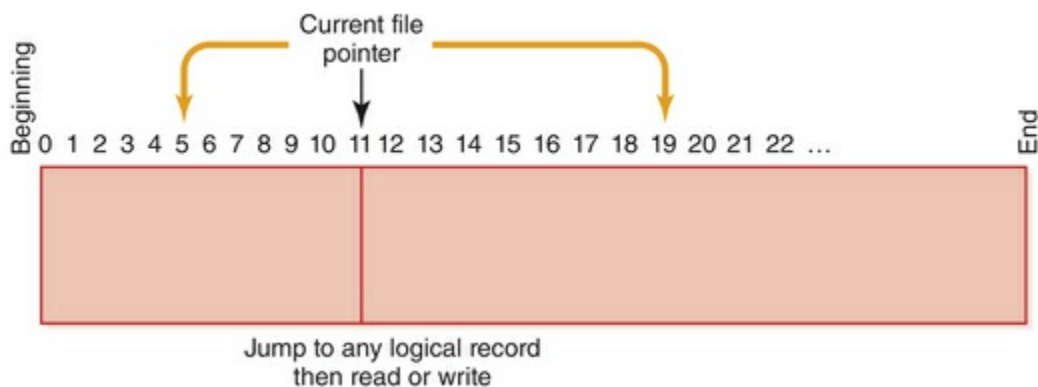 Current file
pointer
Beginning
End
0 1 2 3 4 5 6 7 8 9 10 11 12 13 14 15 16 17 18 19 20 21 22 ...
Jump to any logical record
then read or write